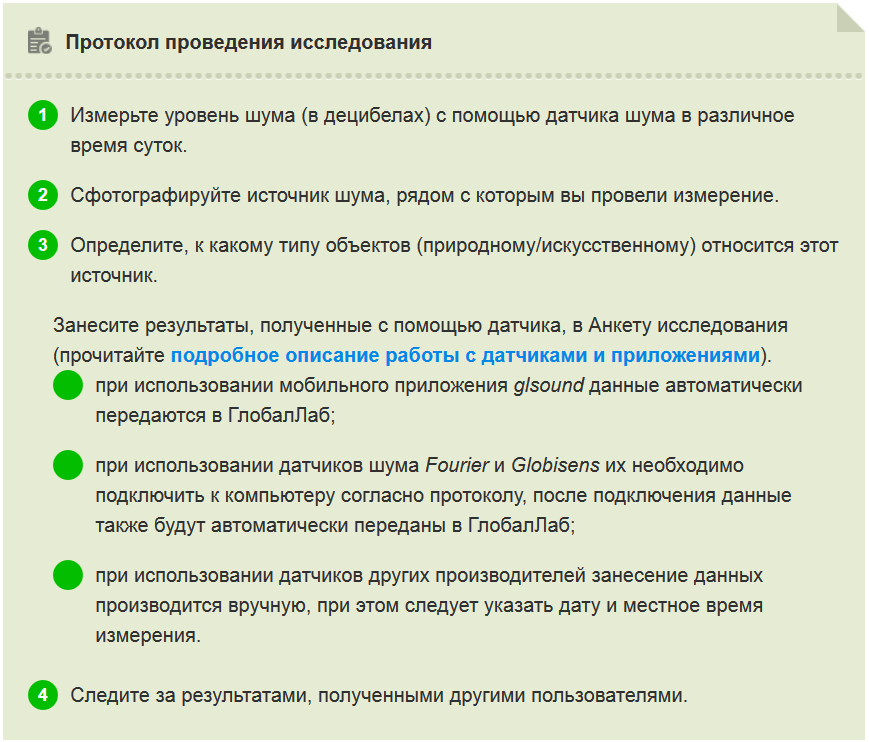 Протокол проведения исследования
1 Измерьте уровень шума (в децибелах) с помощью датчика шума в различное
время суток.
2 Сфотографируйте источник шума, рядом с которым вы провели измерение.
3 Определите, к какому типу объектов (природному/искусственному) относится этот
источник.
Занесите результаты, полученные с помощью датчика, в Анкету исследования
(прочитайте подробное описание работы с датчиками и приложениями).
при использовании мобильного приложения glsound данные автоматически
передаются в ГлобалЛаб;
при использовании датчиков шума Fourier и Globisens их необходимо
подключить к компьютеру согласно протоколу, после подключения данные
также будут автоматически переданы в ГлобалЛаб;
при использовании датчиков других производителей занесение данных
производится вручную, при этом следует указать дату и местное время
измерения.
4 Следите за результатами, полученными другими пользователями.